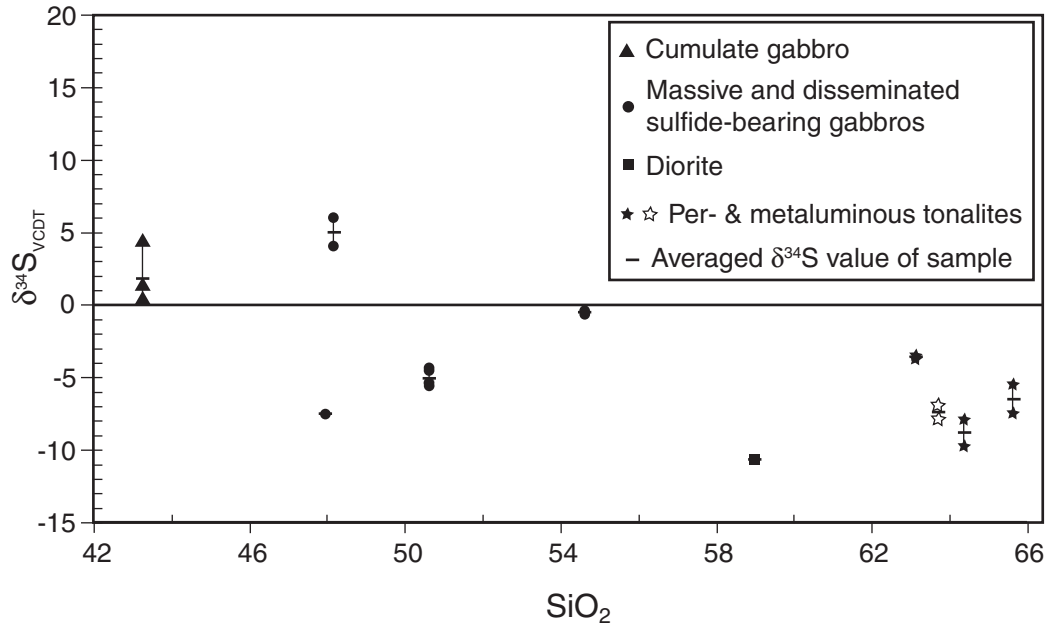 20
15
10
5
0
-5
-10
-15
δ³⁴S_VCDT
Cumulate gabbro
Massive and disseminated
sulfide-bearing gabbros
Diorite
Per- & metaluminous tonalites
Averaged δ³⁴S value of sample
42 46 50 54 58 62 66
SiO₂